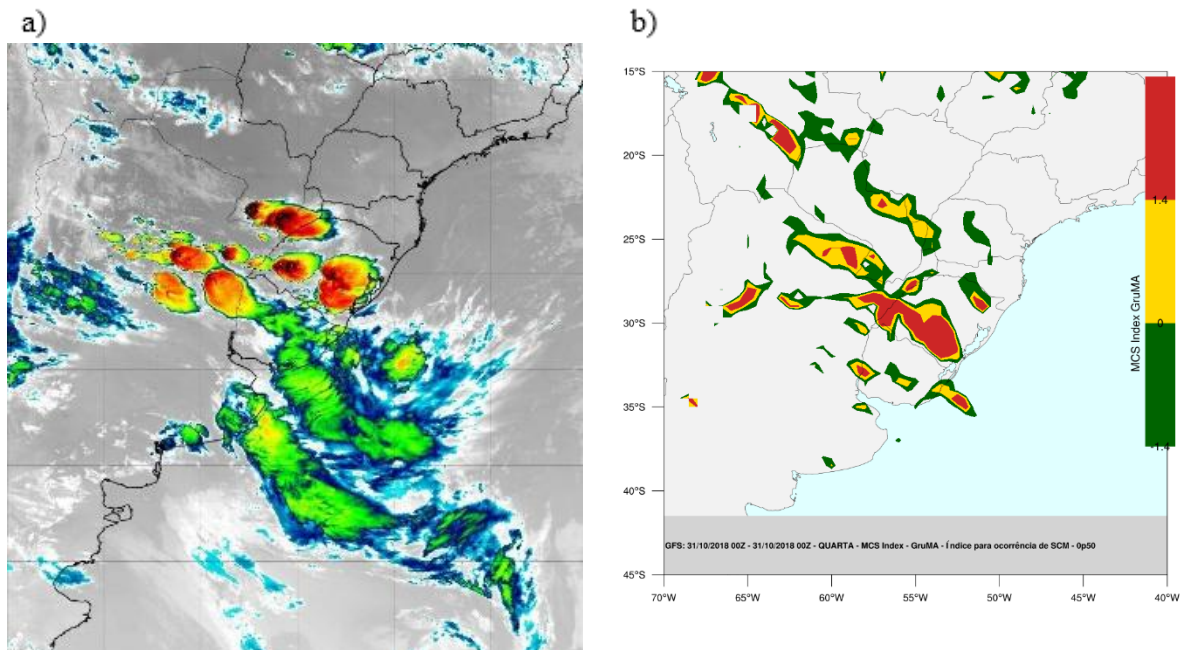 a)
b)
15°S
20°S
25°S
30°S
35°S
40°S
45°S
70°W
65°W
60°W
55°W
50°W
45°W
40°W
1.4
0
-1.4
MCS Index GruMA
GFS: 31/10/2018 00Z - 31/10/2018 00Z - QUARTA - MCS Index - GruMA - Índice para ocorrência de SCM - 0p50